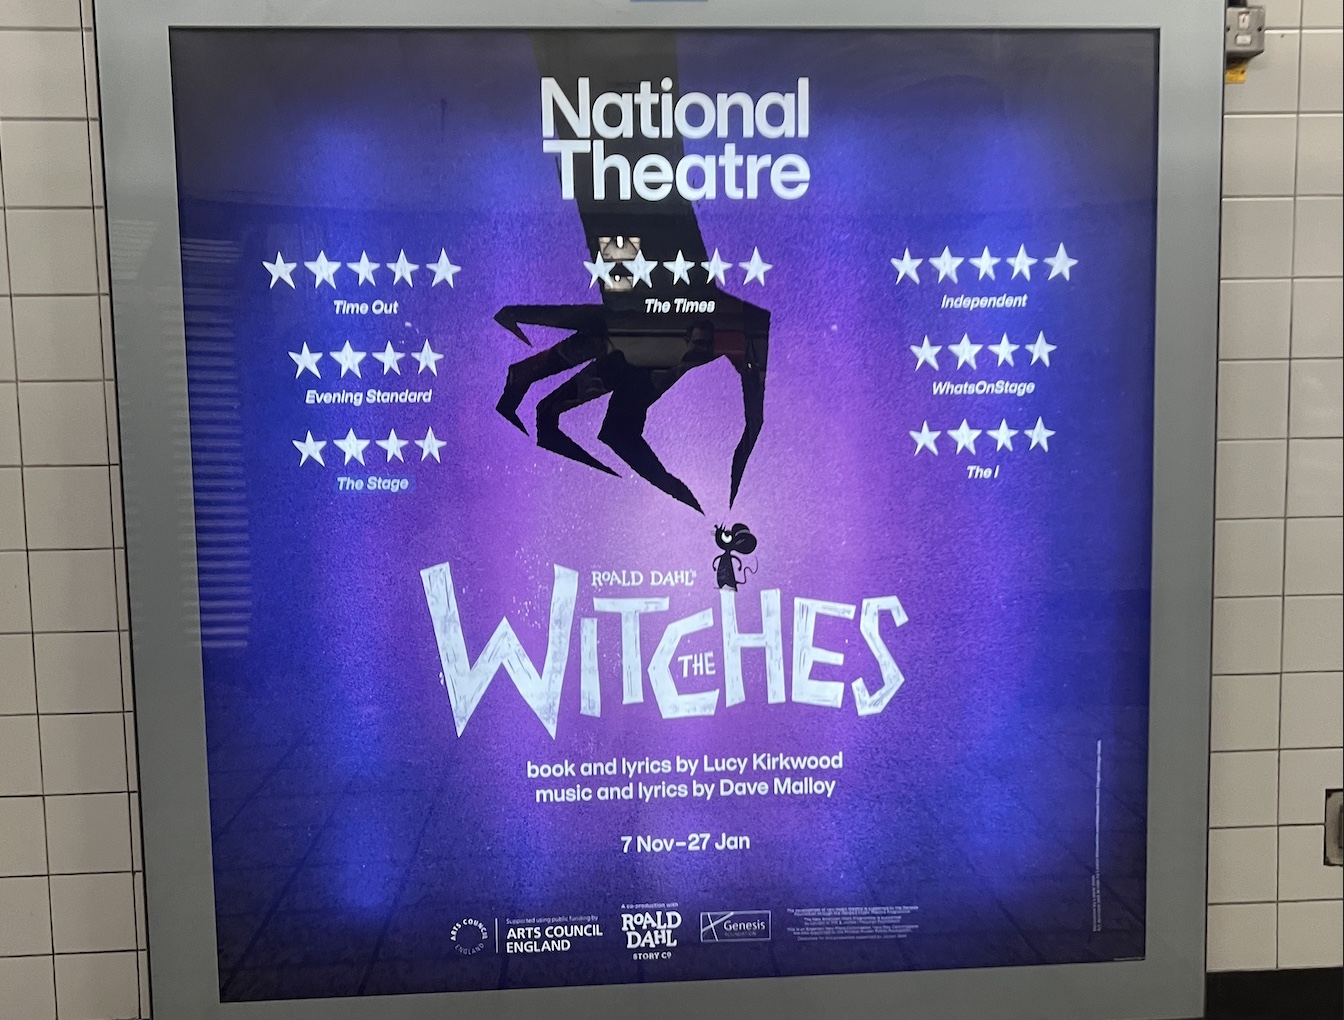 National
Theatre
Time Out
The Times
Independent
Evening Standard
WhatsOnStage
The Stage
The I
ROALD DAHL'S
THE
WITCHES
book and lyrics by Lucy Kirkwood
music and lyrics by Dave Malloy
7 Nov–27 Jan
ARTS COUNCIL
ENGLAND
Supported using public funding by
ARTS COUNCIL
ENGLAND
A co-production with
ROALD
DAHL
STORY CO
Genesis
FOUNDATION